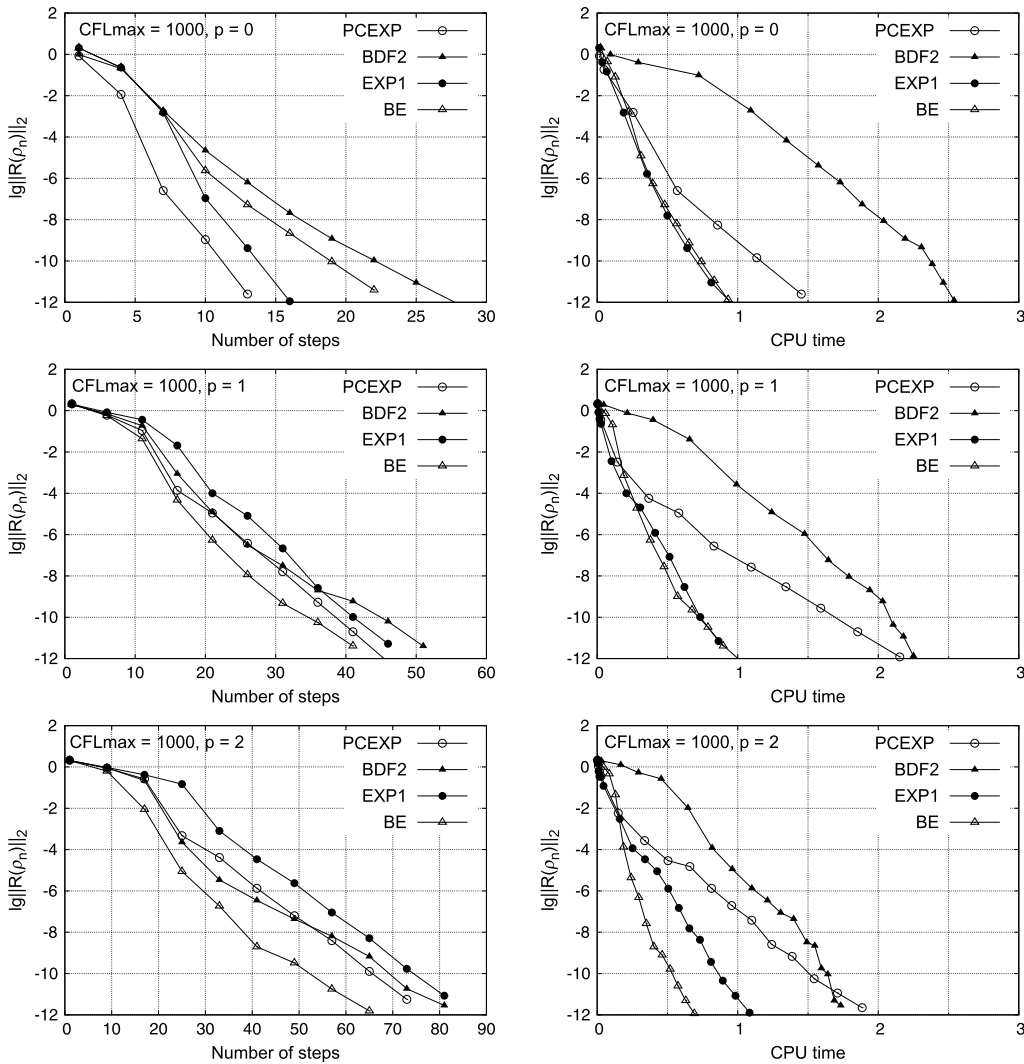 CFLmax = 1000, p = 0
PCEXP
BDF2
EXP1
BE
2
0
-2
-4
-6
-8
-10
-12
lg||R(ρn)||2
0 5 10 15 20 25 30
Number of steps
CFLmax = 1000, p = 0
PCEXP
BDF2
EXP1
BE
2
0
-2
-4
-6
-8
-10
-12
lg||R(ρn)||2
0 1 2 3
CPU time
CFLmax = 1000, p = 1
PCEXP
BDF2
EXP1
BE
2
0
-2
-4
-6
-8
-10
-12
lg||R(ρn)||2
0 10 20 30 40 50 60
Number of steps
CFLmax = 1000, p = 1
PCEXP
BDF2
EXP1
BE
2
0
-2
-4
-6
-8
-10
-12
lg||R(ρn)||2
0 1 2 3
CPU time
CFLmax = 1000, p = 2
PCEXP
BDF2
EXP1
BE
2
0
-2
-4
-6
-8
-10
-12
lg||R(ρn)||2
0 10 20 30 40 50 60 70 80 90
Number of steps
CFLmax = 1000, p = 2
PCEXP
BDF2
EXP1
BE
2
0
-2
-4
-6
-8
-10
-12
lg||R(ρn)||2
0 1 2 3
CPU time